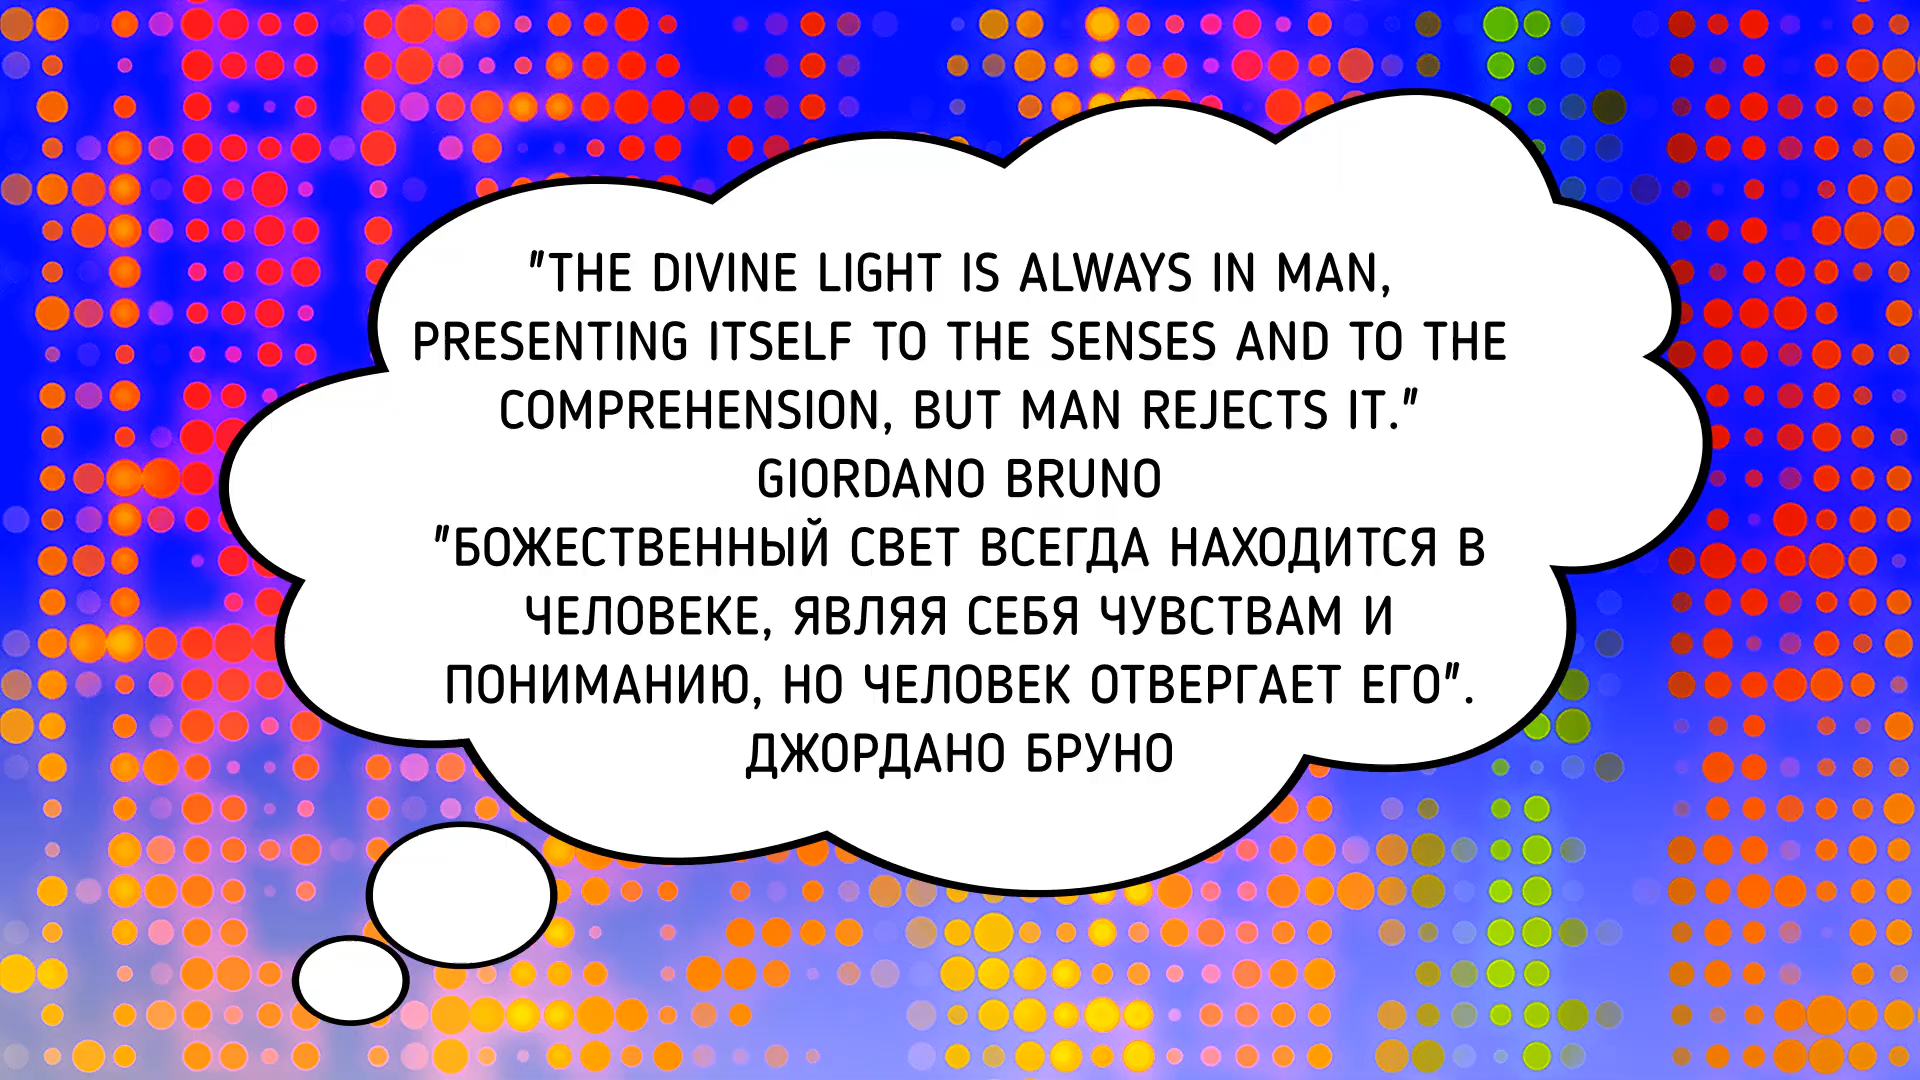 "THE DIVINE LIGHT IS ALWAYS IN MAN,
PRESENTING ITSELF TO THE SENSES AND TO THE
COMPREHENSION, BUT MAN REJECTS IT."
GIORDANO BRUNO
"БОЖЕСТВЕННЫЙ СВЕТ ВСЕГДА НАХОДИТСЯ В
ЧЕЛОВЕКЕ, ЯВЛЯЯ СЕБЯ ЧУВСТВАМ И
ПОНИМАНИЮ, НО ЧЕЛОВЕК ОТВЕРГАЕТ ЕГО".
ДЖОРДАНО БРУНО